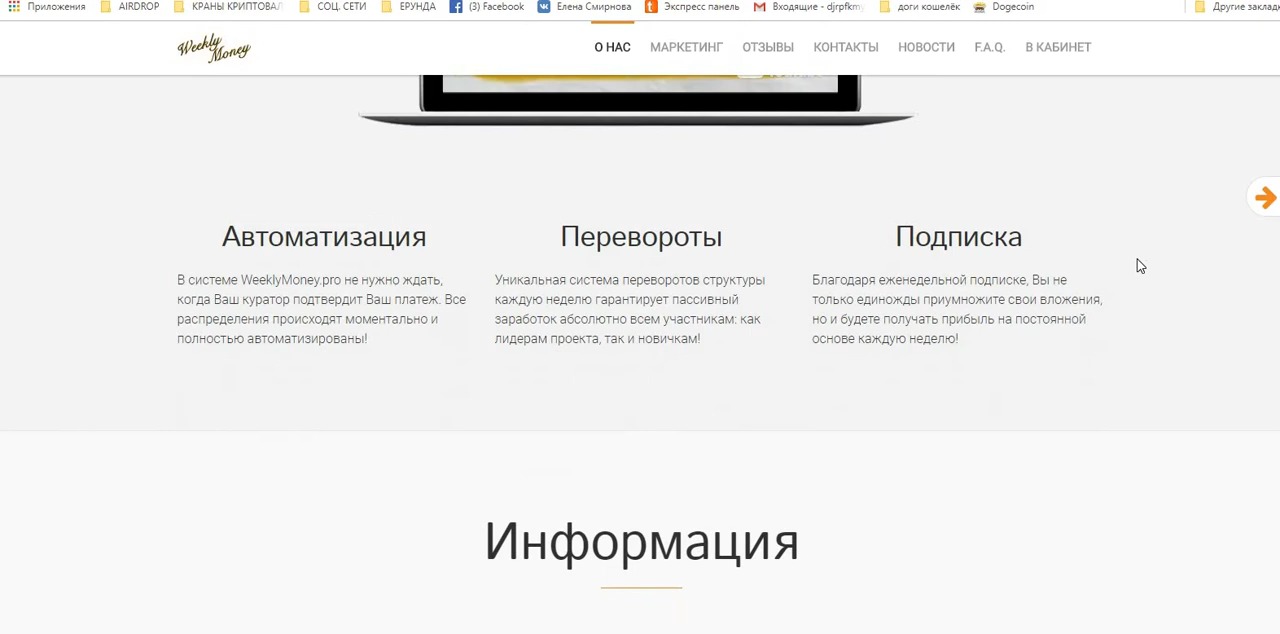 Приложения AIRDROP КРАНЫ КРИПТОВАЛ СОЦ. СЕТИ ЕРУНДА (3) Facebook Елена Смирнова Экспресс панель Входящие - djrpfkmy доги кошелёк Dogecoin Другие заклад
Weekly Money
О НАС МАРКЕТИНГ ОТЗЫВЫ КОНТАКТЫ НОВОСТИ F.A.Q. В КАБИНЕТ
Автоматизация
В системе WeeklyMoney.pro не нужно ждать,
когда Ваш куратор подтвердит Ваш платеж. Все
распределения происходят моментально и
полностью автоматизированы!
Перевороты
Уникальная система переворотов структуры
каждую неделю гарантирует пассивный
заработок абсолютно всем участникам: как
лидерам проекта, так и новичкам!
Подписка
Благодаря еженедельной подписке, Вы не
только единожды приумножите свои вложения,
но и будете получать прибыль на постоянной
основе каждую неделю!
Информация